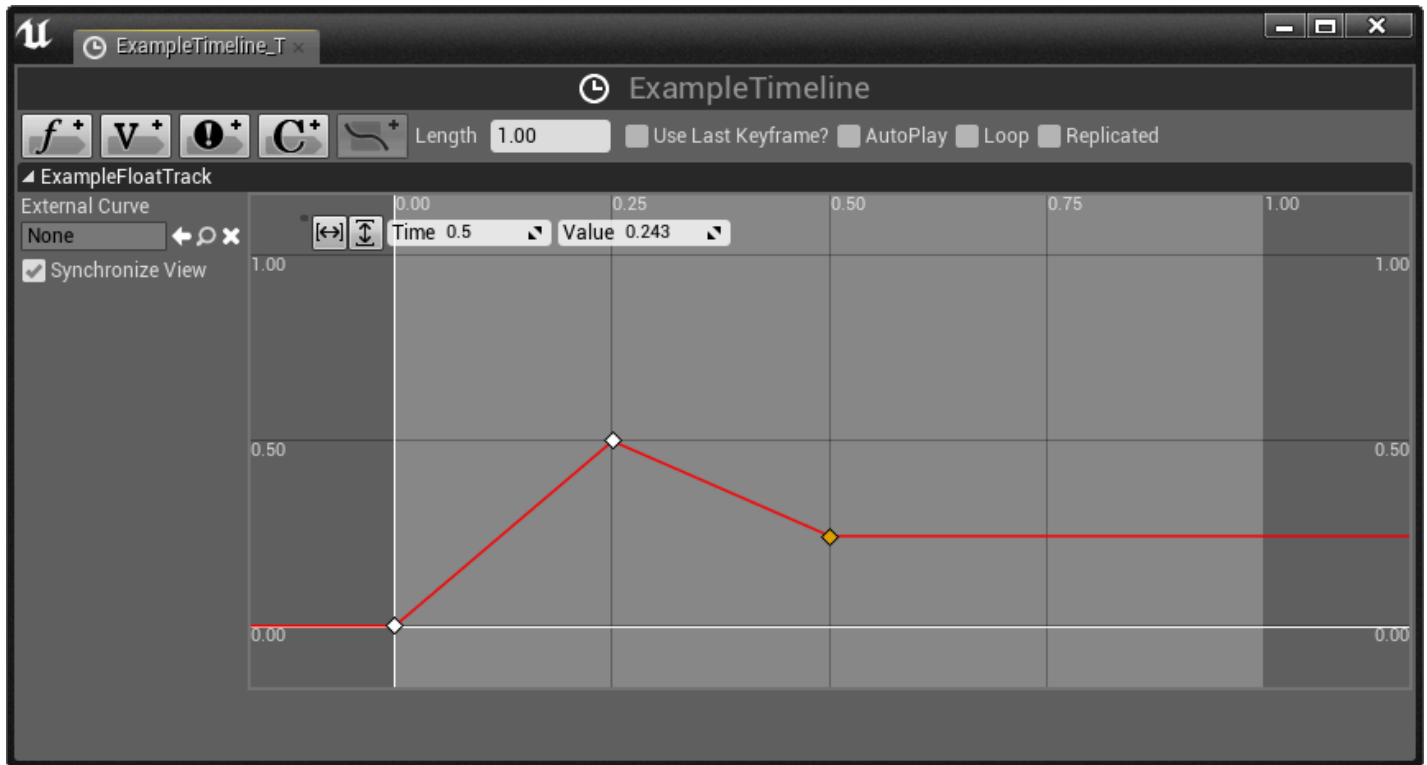 ExampleTimeline_T
ExampleTimeline
f V C Length 1.00 Use Last Keyframe? AutoPlay Loop Replicated
ExampleFloatTrack
External Curve
None
Synchronize View
0.00 0.25 0.50 0.75 1.00
Time 0.5 Value 0.243
1.00 1.00
0.50 0.50
0.00 0.00